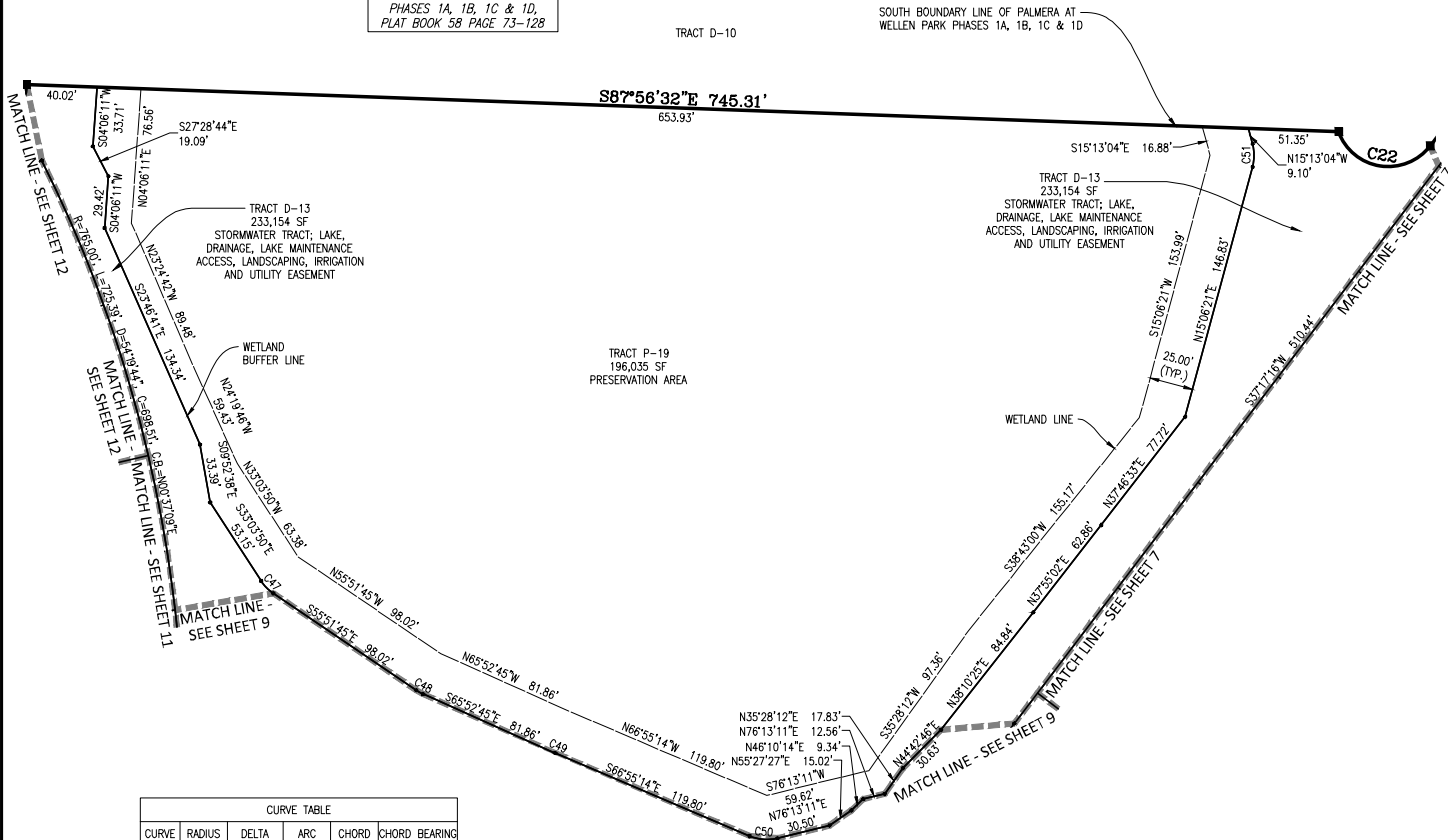 PHASES 1A, 1B, 1C & 1D,
PLAT BOOK 58 PAGE 73-128
TRACT D-10
SOUTH BOUNDARY LINE OF PALMERA AT
WELLEN PARK PHASES 1A, 1B, 1C & 1D
40.02'
S87°56'32"E 745.31'
653.93'
51.35'
C22
MATCH LINE - SEE SHEET 12
S04°06'11"W
33.71'
S27°28'44"E
19.09'
N04°06'11"E 76.56'
29.42'
S04°06'11"W
TRACT D-13
233,154 SF
STORMWATER TRACT; LAKE,
DRAINAGE, LAKE MAINTENANCE
ACCESS, LANDSCAPING, IRRIGATION
AND UTILITY EASEMENT
R=765.00', L=725.39', D=54°19'44", C=698.51', C.B.=N00°37'09"E
S23°46'41"E 134.34'
N23°24'42"W 89.48'
WETLAND
BUFFER LINE
MATCH LINE -
SEE SHEET 12
N24°19'46"W
59.43'
S09°52'38"E
33.39'
N33°03'50"W 63.38'
S33°03'50"E
53.15'
MATCH LINE - SEE SHEET 11
C47
MATCH LINE -
SEE SHEET 9
S55°51'45"E 98.02'
N55°51'45"W 98.02'
C48
N65°52'45"W 81.86'
S65°52'45"E 81.86'
C49
N66°55'14"W 119.80'
S66°55'14"E 119.80'
TRACT P-19
196,035 SF
PRESERVATION AREA
S15°13'04"E 16.88'
C51
N15°13'04"W
9.10'
TRACT D-13
233,154 SF
STORMWATER TRACT; LAKE,
DRAINAGE, LAKE MAINTENANCE
ACCESS, LANDSCAPING, IRRIGATION
AND UTILITY EASEMENT
S15°06'21"W 153.99'
N15°06'21"E 146.83'
25.00'
(TYP.)
MATCH LINE - SEE SHEET 7
S37°17'16"W 510.44'
WETLAND LINE
N37°46'33"E 77.72'
S38°43'00"W 155.17'
N37°55'02"E 62.86'
N38°10'25"E 84.84'
S35°28'12"W 97.36'
MATCH LINE - SEE SHEET 7
N35°28'12"E 17.83'
N76°13'11"E 12.56'
N46°10'14"E 9.34'
N55°27'27"E 15.02'
N44°42'46"E
30.63'
MATCH LINE - SEE SHEET 9
S76°13'11"W
59.62'
N76°13'11"E
30.50'
C50
CURVE TABLE
CURVE RADIUS DELTA ARC CHORD CHORD BEARING